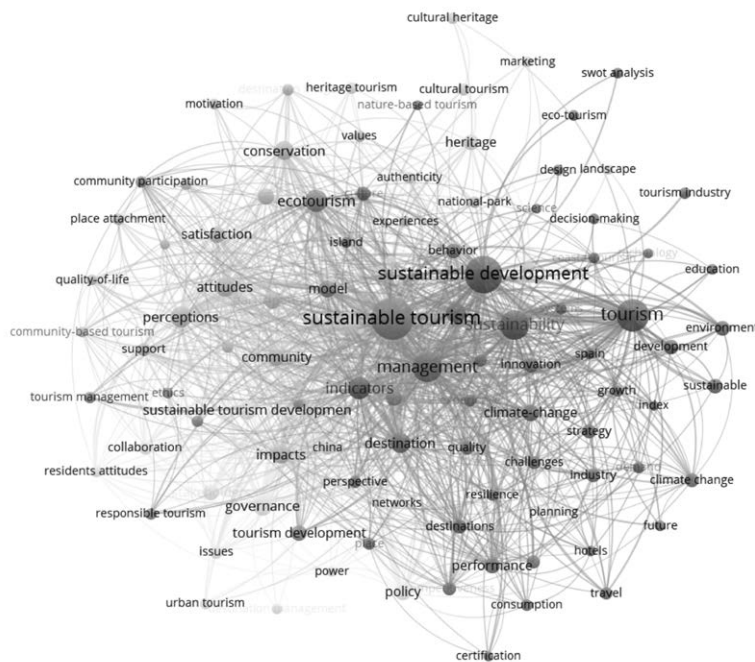 cultural heritage
marketing
swot analysis
heritage tourism
cultural tourism
motivation
nature-based tourism
eco-tourism
values
heritage
conservation
design
landscape
community participation
authenticity
tourism industry
ecotourism
national-park
science
place attachment
experiences
decision-making
satisfaction
island
behavior
quality-of-life
sustainable development
education
attitudes
model
perceptions
sustainable tourism
sustainability
tourism
community-based tourism
environment
support
community
spain
development
management
innovation
indicators
sustainable
tourism management
ethics
growth
sustainable tourism developmen
climate-change
index
strategy
collaboration
china
destination
quality
impacts
challenges
residents attitudes
perspective
industry
demand
climate change
resilience
governance
networks
planning
responsible tourism
tourism development
destinations
future
place
issues
hotels
power
performance
policy
travel
urban tourism
consumption
certification